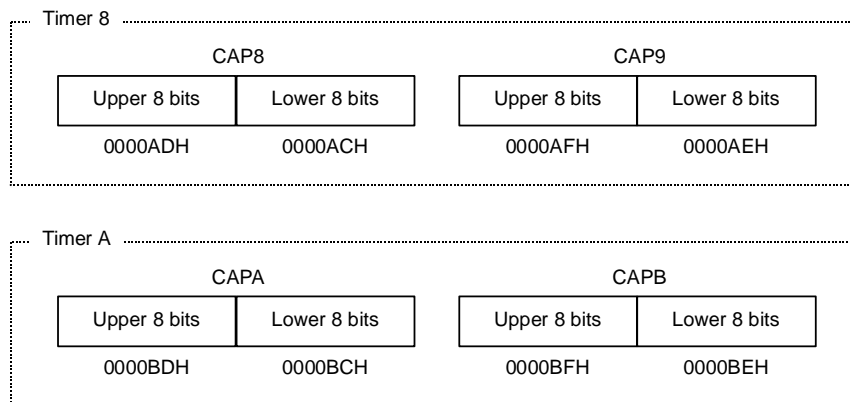 Timer 8
CAP8 CAP9
Upper 8 bits Lower 8 bits Upper 8 bits Lower 8 bits
0000ADH 0000ACH 0000AFH 0000AEH
Timer A
CAPA CAPB
Upper 8 bits Lower 8 bits Upper 8 bits Lower 8 bits
0000BDH 0000BCH 0000BFH 0000BEH